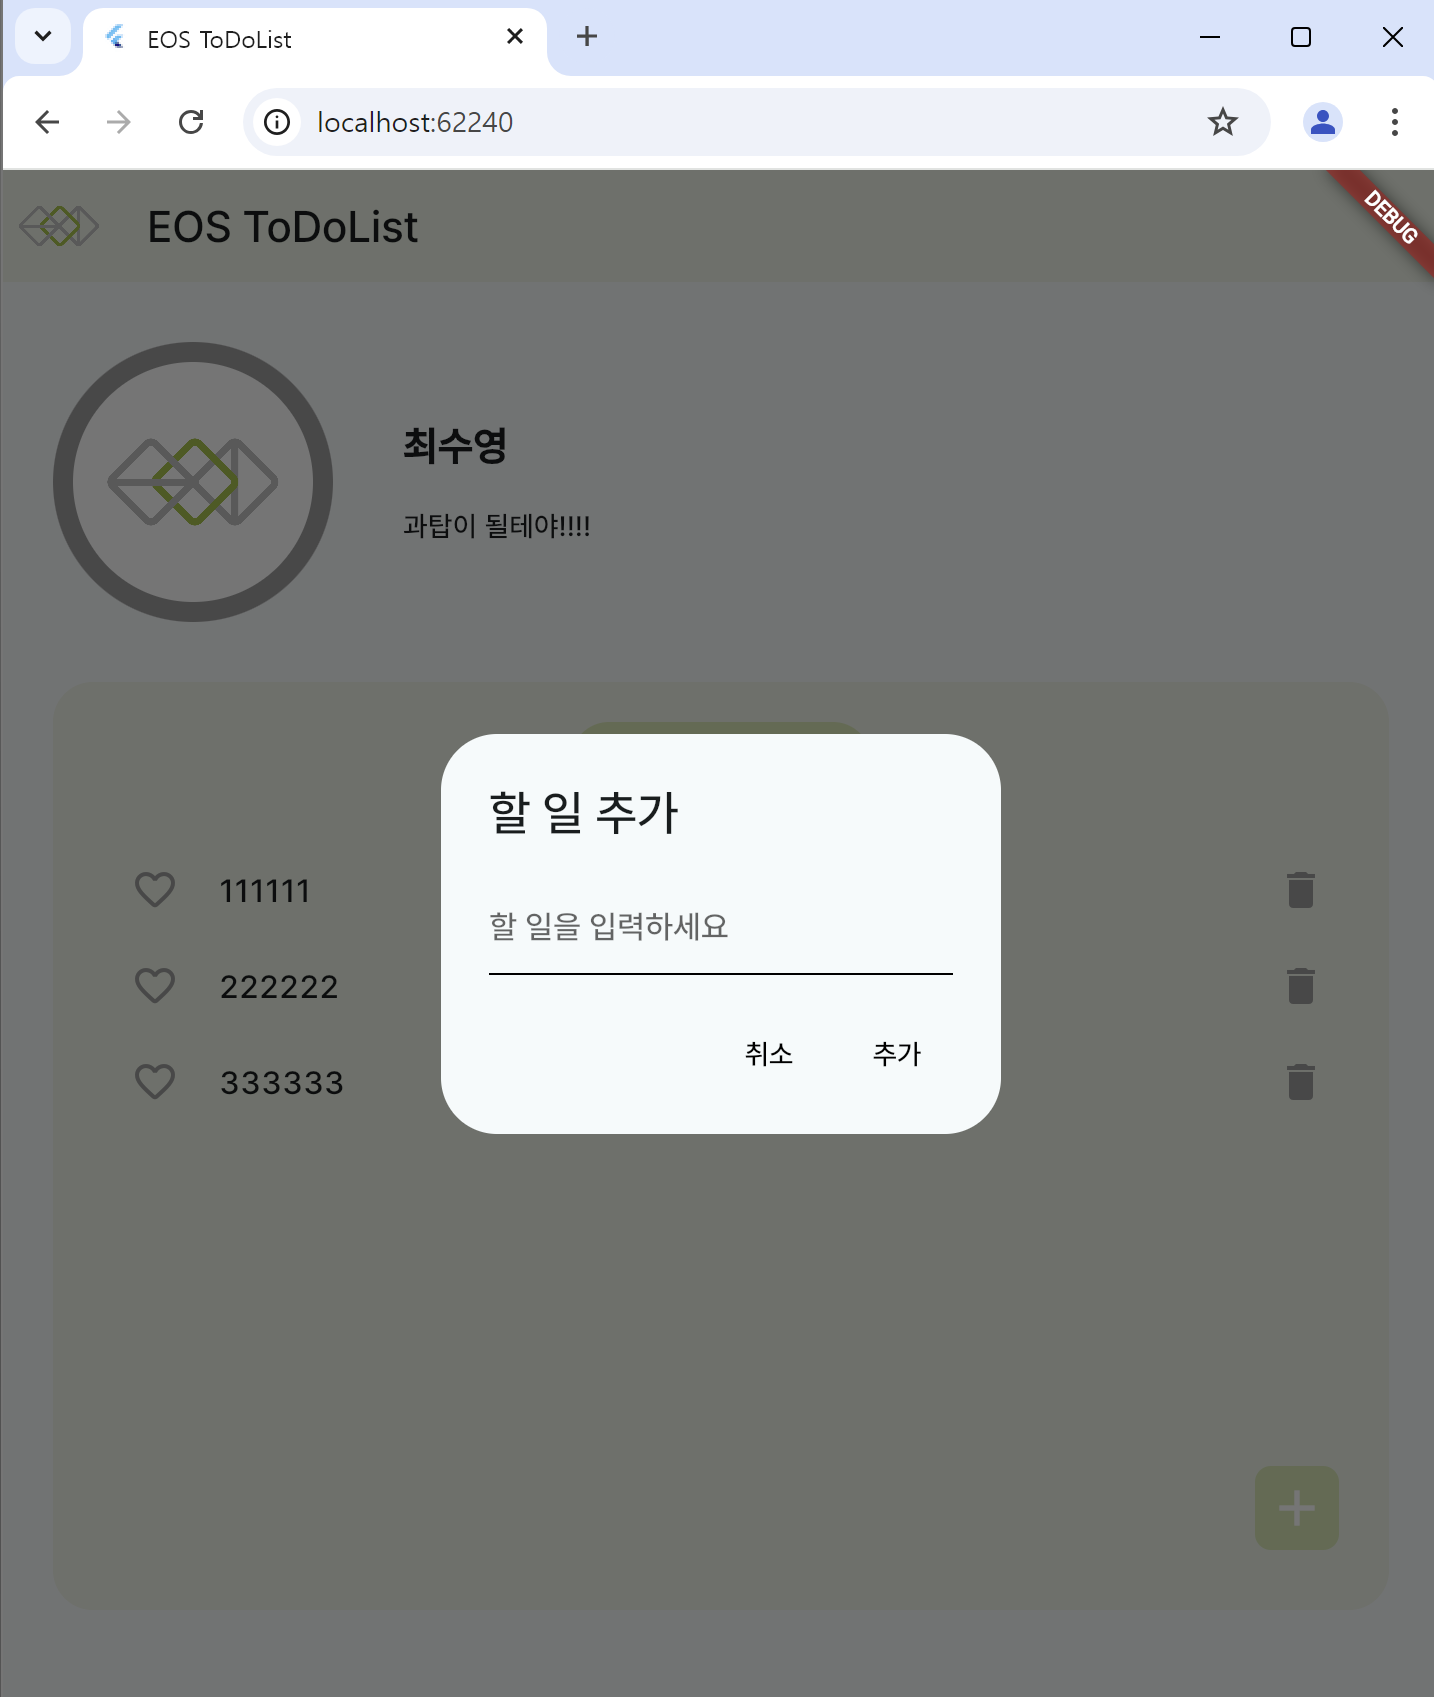 EOS ToDoList
localhost:62240
EOS ToDoList
DEBUG
최수영
과탑이 될테야!!!!
할 일 추가
할 일을 입력하세요
취소 추가
111111
222222
333333